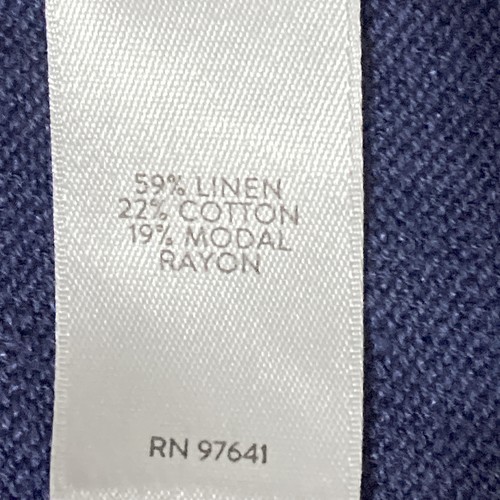 59% LINEN
22% COTTON
19% MODAL
RAYON
RN 97641